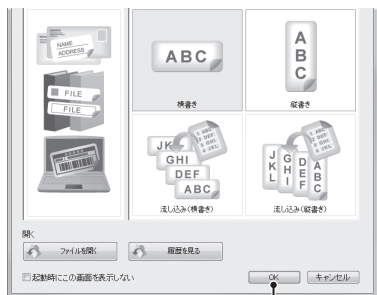 NAME
ADDRESS
FILE
FILE
ABC
横書き
A
B
C
縦書き
JK
GHI
DEF
ABC
流し込み(横書き)
J
K
L
G
H
I
D
E
F
A
B
C
流し込み(縦書き)
開く
ファイルを開く
履歴を見る
起動時にこの画面を表示しない
OK
キャンセル